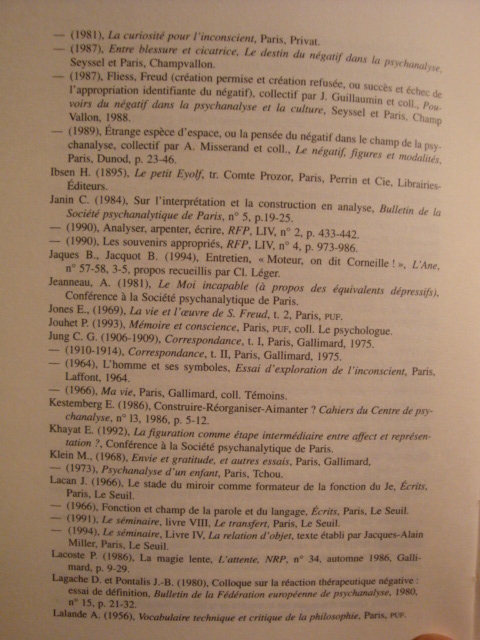 — (1981), La curiosité pour l'inconscient, Paris, Privat.
— (1987), Entre blessure et cicatrice, Le destin du négatif dans la psychanalyse,
Seyssel et Paris, Champvallon.
— (1987), Fliess, Freud (création permise et création refusée, ou succès et échec de
l'appropriation identifiante du négatif), collectif par J. Guillaumin et coll., Pou-
voirs du négatif dans la psychanalyse et la culture, Seyssel et Paris, Champ
Vallon, 1988.
— (1989), Étrange espèce d'espace, ou la pensée du négatif dans le champ de la psy-
chanalyse, collectif par A. Misserand et coll., Le négatif, figures et modalités,
Paris, Dunod, p. 23-46.
Ibsen H. (1895), Le petit Eyolf, tr. Comte Prozor, Paris, Perrin et Cie, Librairies-
Éditeurs.
Janin C. (1984), Sur l'interprétation et la construction en analyse, Bulletin de la
Société psychanalytique de Paris, n° 5, p.19-25.
— (1990), Analyser, arpenter, écrire, RFP, LIV, n° 2, p. 433-442.
— (1990), Les souvenirs appropriés, RFP, LIV, n° 4, p. 973-986.
Jaques B., Jacquot B. (1994), Entretien, « Moteur, on dit Corneille ! », L'Ane,
n° 57-58, 3-5, propos recueillis par Cl. Léger.
Jeanneau, A. (1981), Le Moi incapable (à propos des équivalents dépressifs),
Conférence à la Société psychanalytique de Paris.
Jones E., (1969), La vie et l'œuvre de S. Freud, t. 2, Paris, PUF.
Jouhet P. (1993), Mémoire et conscience, Paris, PUF, coll. Le psychologue.
Jung C. G. (1906-1909), Correspondance, t. I, Paris, Gallimard, 1975.
— (1910-1914), Correspondance, t. II, Paris, Gallimard, 1975.
— (1964), L'homme et ses symboles, Essai d'exploration de l'inconscient, Paris,
Laffont, 1964.
— (1966), Ma vie, Paris, Gallimard, coll. Témoins.
Kestemberg E. (1986), Construire-Réorganiser-Aimanter ? Cahiers du Centre de psy-
chanalyse, n° 13, 1986, p. 5-12.
Khayat E. (1992), La figuration comme étape intermédiaire entre affect et représen-
tation ?, Conférence à la Société psychanalytique de Paris.
Klein M., (1968), Envie et gratitude, et autres essais, Paris, Gallimard,
— (1973), Psychanalyse d'un enfant, Paris, Tchou.
Lacan J. (1966), Le stade du miroir comme formateur de la fonction du Je, Écrits,
Paris, Le Seuil.
— (1966), Fonction et champ de la parole et du langage, Écrits, Paris, Le Seuil.
— (1991), Le séminaire, livre VIII, Le transfert, Paris, Le Seuil.
— (1994), Le séminaire, Livre IV, La relation d'objet, texte établi par Jacques-Alain
Miller, Paris, Le Seuil.
Lacoste P. (1986), La magie lente, L'attente, NRP, n° 34, automne 1986, Galli-
mard, p. 9-29.
Lagache D. et Pontalis J.-B. (1980), Colloque sur la réaction thérapeutique négative :
essai de définition, Bulletin de la Fédération européenne de psychanalyse, 1980,
n° 15, p. 21-32.
Lalande A. (1956), Vocabulaire technique et critique de la philosophie, Paris, PUF.